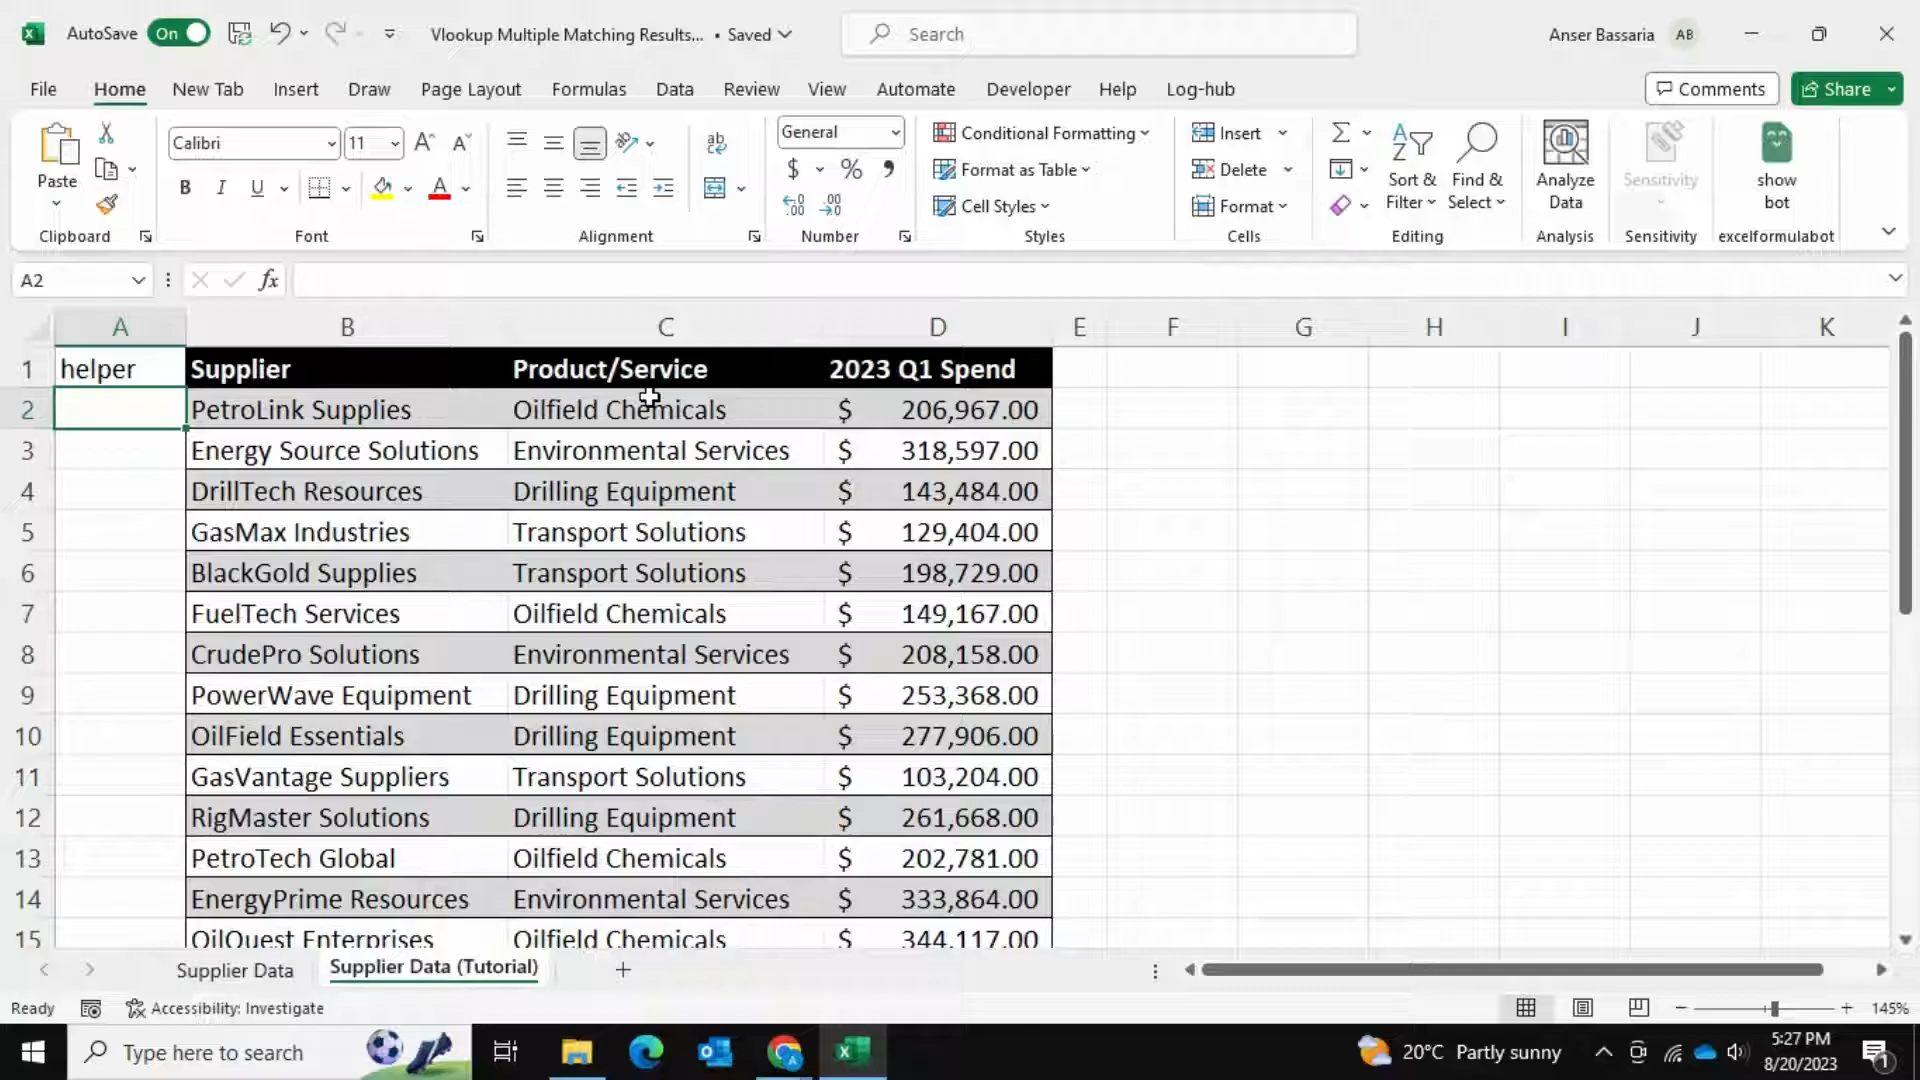 AutoSave On Vlookup Multiple Matching Results... • Saved Search Anser Bassaria AB
File Home Insert Draw Page Layout Formulas Data Review View Automate Developer Help Log-hub Comments Share
New Tab
Paste
Calibri 11
B I U A
ab
General
$ % ,
Conditional Formatting
Format as Table
Cell Styles
Insert
Delete
Format
Sort & Filter
Find & Select
Analyze Data
Sensitivity
show bot
Clipboard Font Alignment Number Styles Cells Editing Analysis Sensitivity excelformulabot
A2 fx
A B C D E F G H I J K
1 helper Supplier Product/Service 2023 Q1 Spend
2 PetroLink Supplies Oilfield Chemicals $ 206,967.00
3 Energy Source Solutions Environmental Services $ 318,597.00
4 DrillTech Resources Drilling Equipment $ 143,484.00
5 GasMax Industries Transport Solutions $ 129,404.00
6 BlackGold Supplies Transport Solutions $ 198,729.00
7 FuelTech Services Oilfield Chemicals $ 149,167.00
8 CrudePro Solutions Environmental Services $ 208,158.00
9 PowerWave Equipment Drilling Equipment $ 253,368.00
10 OilField Essentials Drilling Equipment $ 277,906.00
11 GasVantage Suppliers Transport Solutions $ 103,204.00
12 RigMaster Solutions Drilling Equipment $ 261,668.00
13 PetroTech Global Oilfield Chemicals $ 202,781.00
14 EnergyPrime Resources Environmental Services $ 333,864.00
15 OilQuest Enterprises Oilfield Chemicals $ 344,117.00
Supplier Data Supplier Data (Tutorial)
Ready Accessibility: Investigate 145%
Type here to search 20°C Partly sunny 5:27 PM
8/20/2023 1